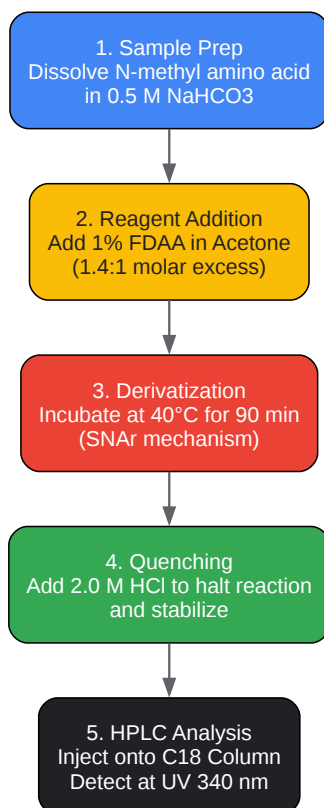 1. Sample Prep
Dissolve N-methyl amino acid
in 0.5 M NaHCO3
2. Reagent Addition
Add 1% FDAA in Acetone
(1.4:1 molar excess)
3. Derivatization
Incubate at 40°C for 90 min
(SNAr mechanism)
4. Quenching
Add 2.0 M HCl to halt reaction
and stabilize
5. HPLC Analysis
Inject onto C18 Column
Detect at UV 340 nm